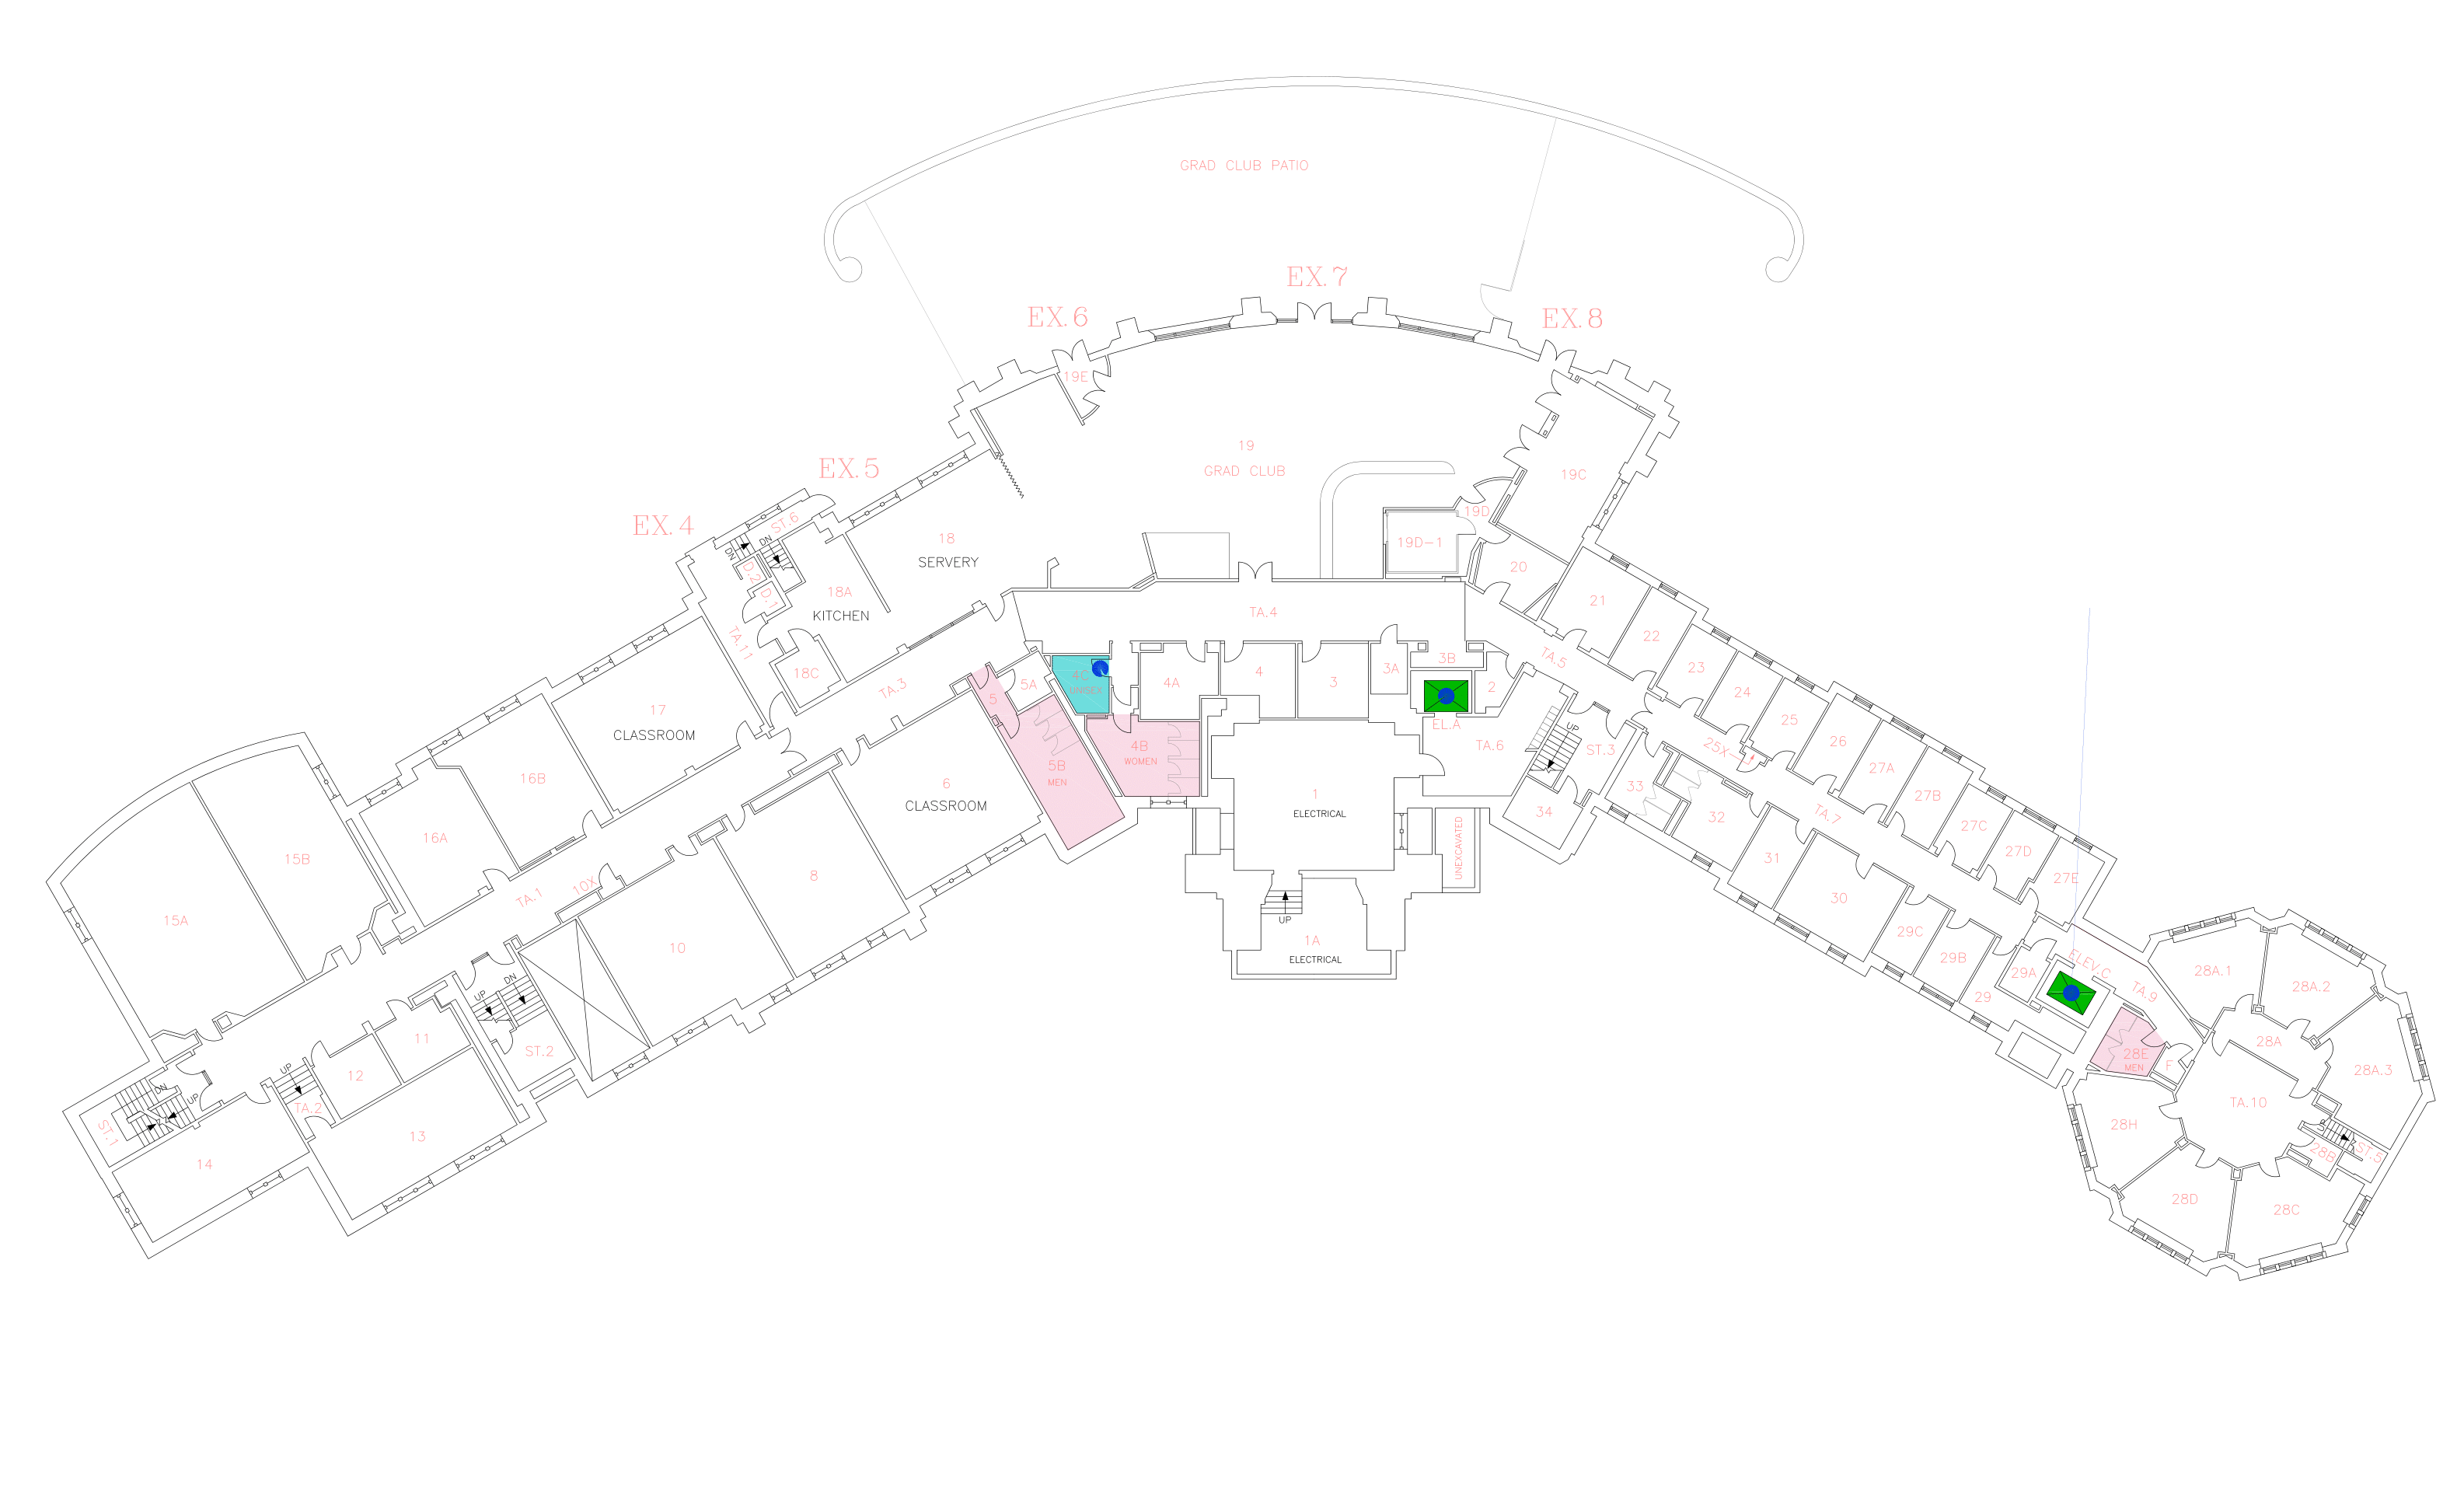 GRAD CLUB PATIO
EX.7
EX.6
EX.8
19E
19
GRAD CLUB
EX.5
19C
EX.4
ST.6
DN
DN
19D
18
SERVERY
19D-1
D.2
D.1
20
18A
KITCHEN
21
TA.4
TA.11
22
TA.5
3B
23
18C
TA.3
5
5A
4C
UNISEX
4A
4
3
3A
2
24
17
CLASSROOM
EL.A
25
UP
26
4B
WOMEN
TA.6
ST.3
25X
5B
MEN
27A
16B
6
CLASSROOM
33
1
ELECTRICAL
34
32
TA.7
27B
27C
16A
UNEXCAVATED
15B
8
31
27D
10X
TA.1
30
27E
15A
UP
29C
10
1A
ELECTRICAL
29B
ELEV.C
29A
28A.1
28A.2
DN
UP
TA.9
29
11
ST.2
28A
28E
MEN
F
12
UP
28A.3
DN
UP
TA.2
TA.10
ST.1
13
28H
28B
ST.5
14
28D
28C